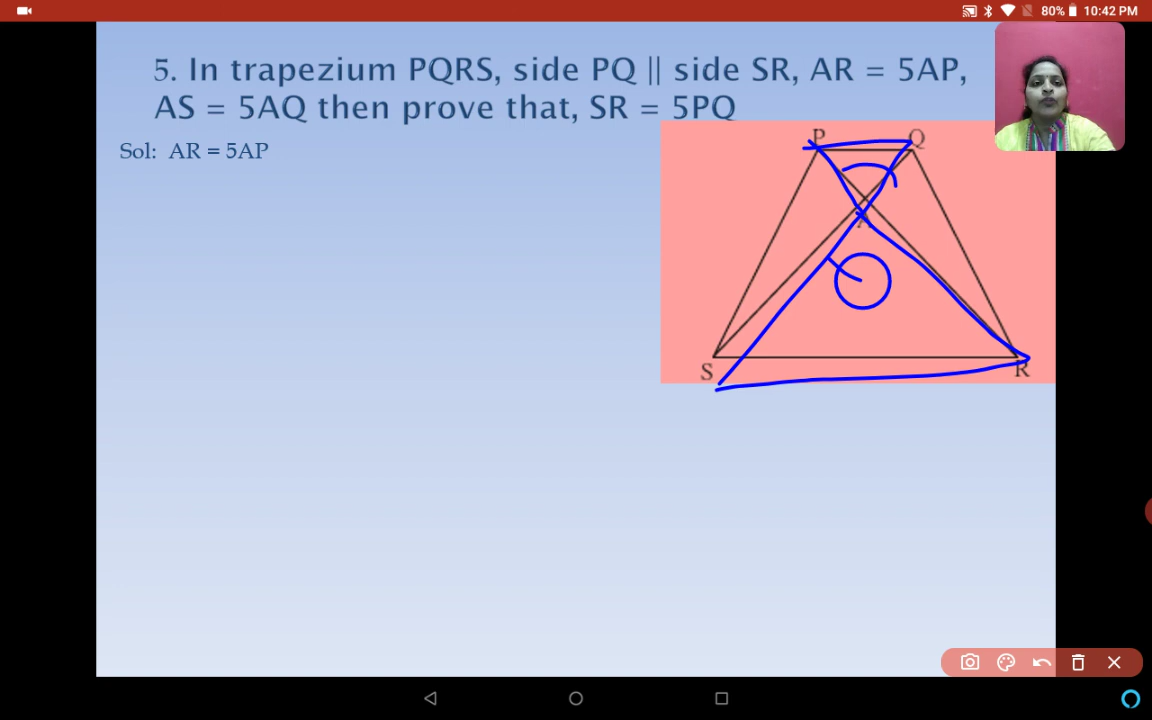 80% 10:42 PM
5. In trapezium PQRS, side PQ || side SR, AR = 5AP,
AS = 5AQ then prove that, SR = 5PQ
Sol: AR = 5AP
P Q
A
S R